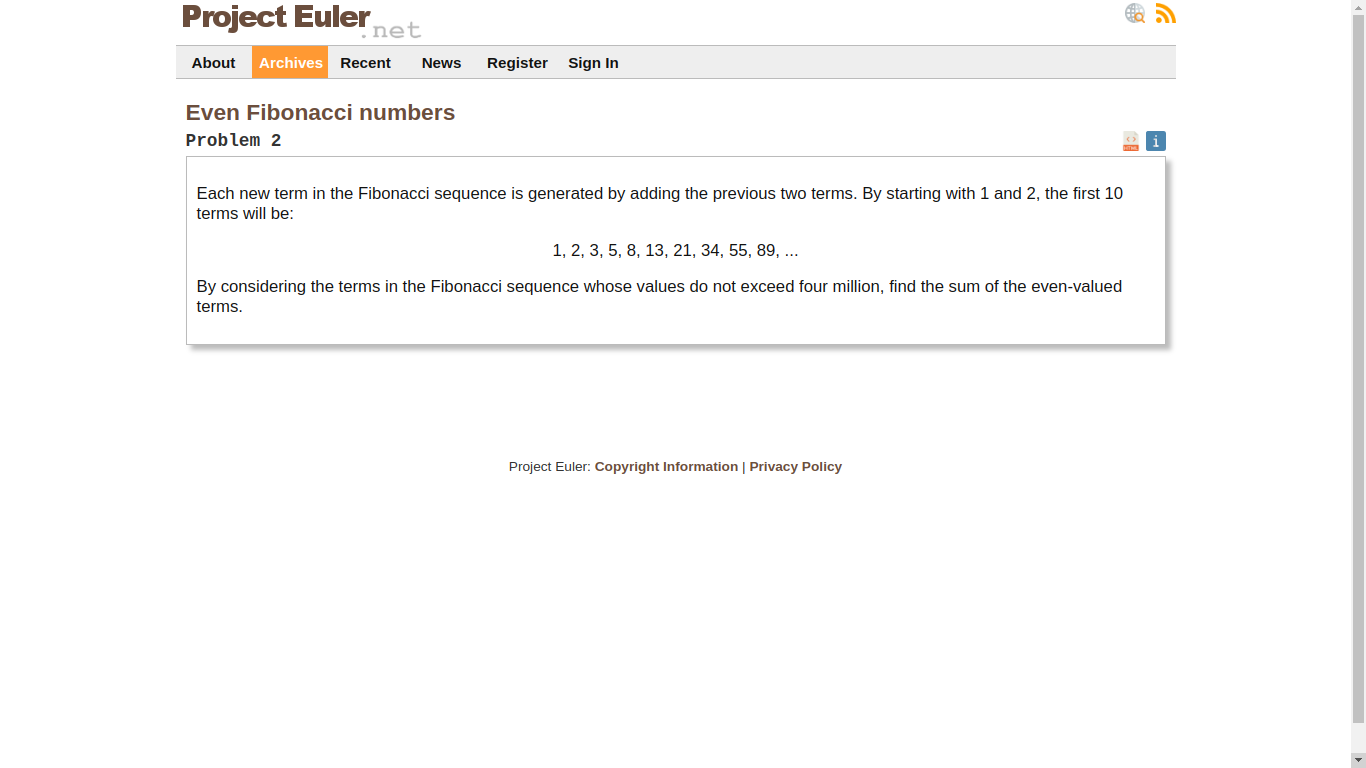 Project Euler
.net
About Archives Recent News Register Sign In
Even Fibonacci numbers
Problem 2
HTML i
Each new term in the Fibonacci sequence is generated by adding the previous two terms. By starting with 1 and 2, the first 10
terms will be:
1, 2, 3, 5, 8, 13, 21, 34, 55, 89, ...
By considering the terms in the Fibonacci sequence whose values do not exceed four million, find the sum of the even-valued
terms.
Project Euler: Copyright Information | Privacy Policy